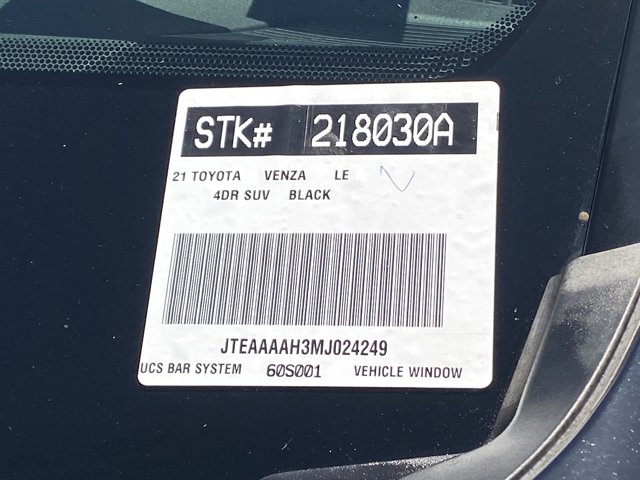 STK# 218030A
21 TOYOTA VENZA LE
4DR SUV BLACK
JTEAAAAH3MJ024249
UCS BAR SYSTEM 60S001 VEHICLE WINDOW